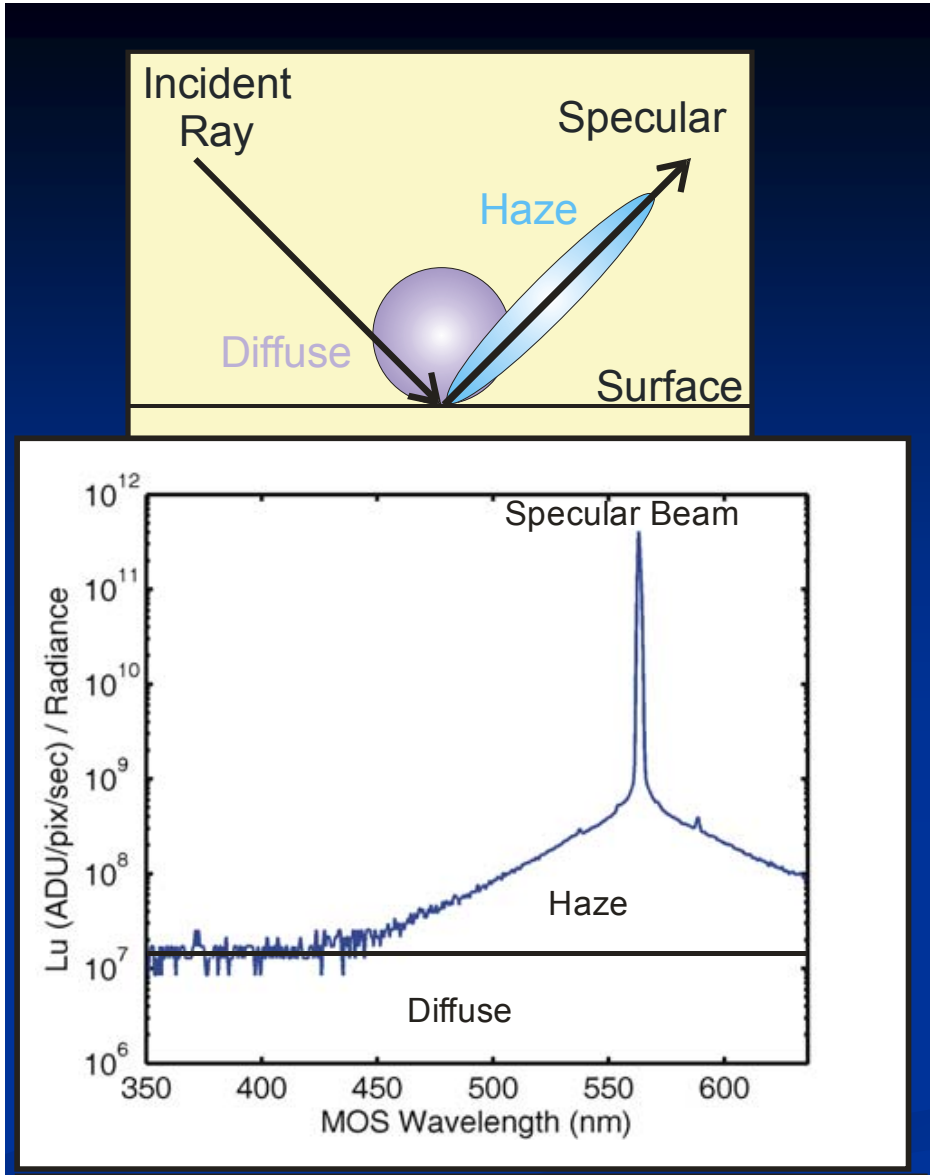 Incident
Ray
Specular
Haze
Diffuse
Surface
10^12
Specular Beam
10^11
10^10
10^9
10^8
Haze
10^7
Diffuse
10^6
350 400 450 500 550 600
MOS Wavelength (nm)
Lu (ADU/pix/sec) / Radiance